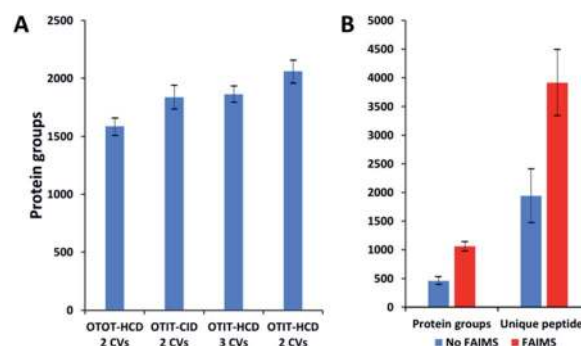 A
B
Protein groups
2500
2000
1500
1000
500
0
OTOT-HCD
2 CVs
OTIT-CID
2 CVs
OTIT-HCD
3 CVs
OTIT-HCD
2 CVs
5000
4500
4000
3500
3000
2500
2000
1500
1000
500
0
Protein groups
Unique peptide
No FAIMS
FAIMS